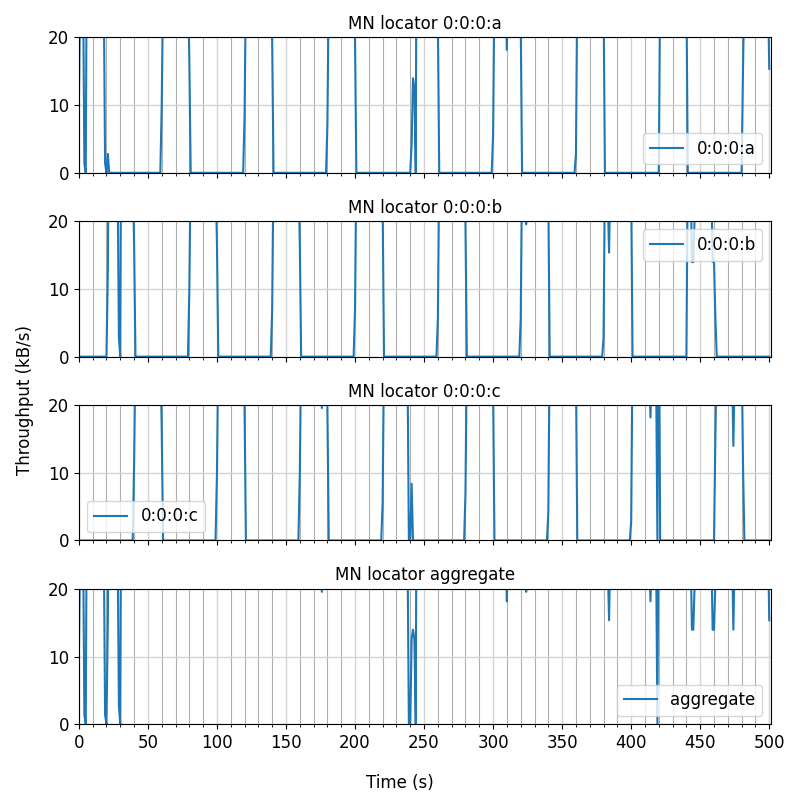 MN locator 0:0:0:a
20
10
0
0:0:0:a
MN locator 0:0:0:b
20
10
0
0:0:0:b
MN locator 0:0:0:c
20
10
0
0:0:0:c
Throughput (kB/s)
MN locator aggregate
20
10
0
aggregate
0 50 100 150 200 250 300 350 400 450 500
Time (s)